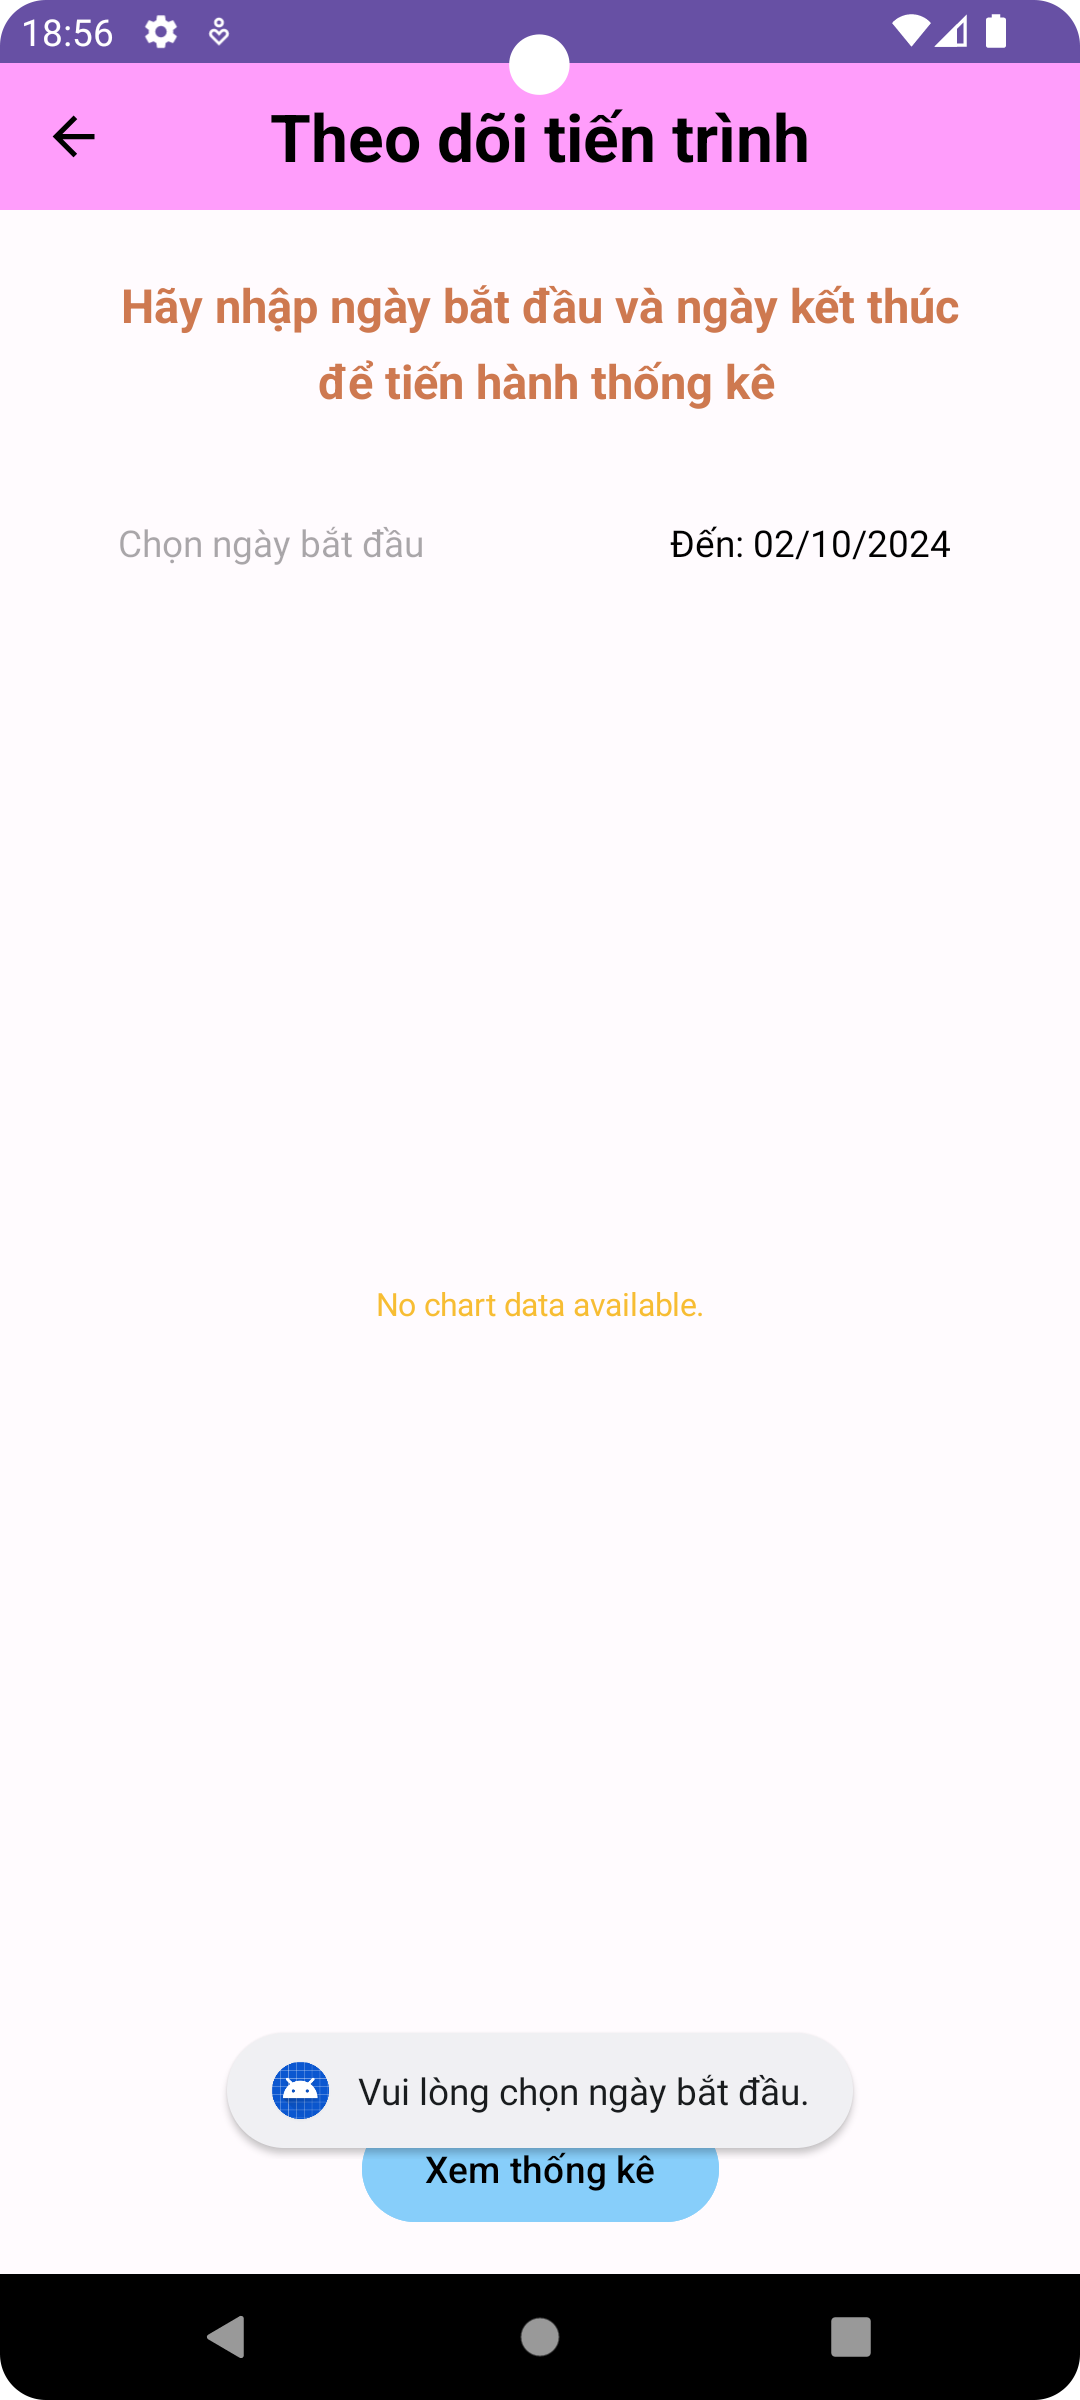 18:56
Theo dõi tiến trình
Hãy nhập ngày bắt đầu và ngày kết thúc
để tiến hành thống kê
Chọn ngày bắt đầu
Đến: 02/10/2024
No chart data available.
Vui lòng chọn ngày bắt đầu.
Xem thống kê